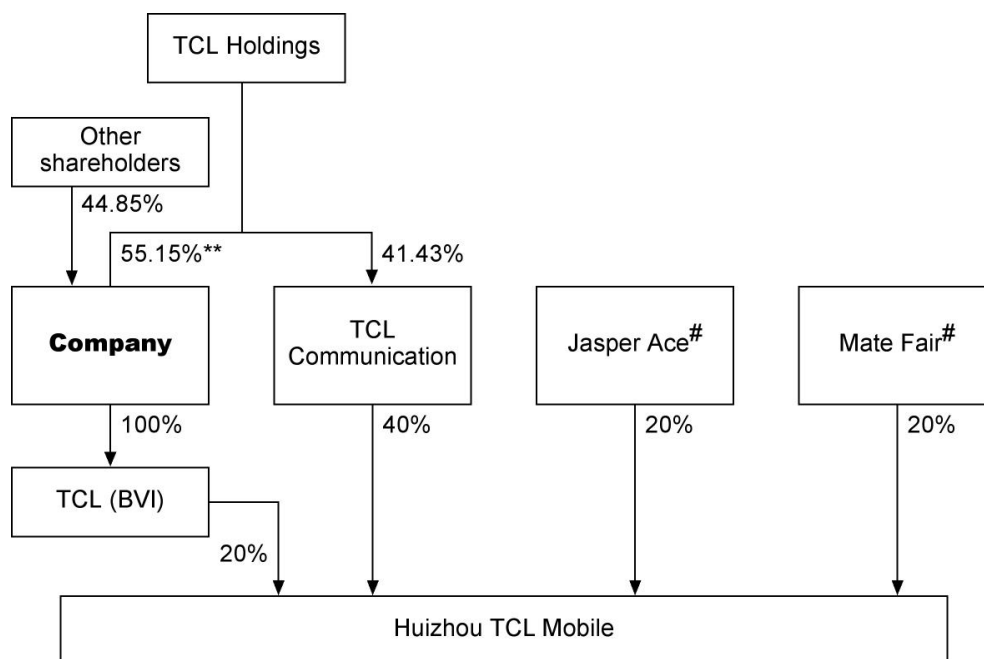 TCL Holdings
Other
shareholders
44.85%
55.15%**
41.43%
Company
TCL
Communication
Jasper Ace#
Mate Fair#
100%
40%
20%
20%
TCL (BVI)
20%
Huizhou TCL Mobile